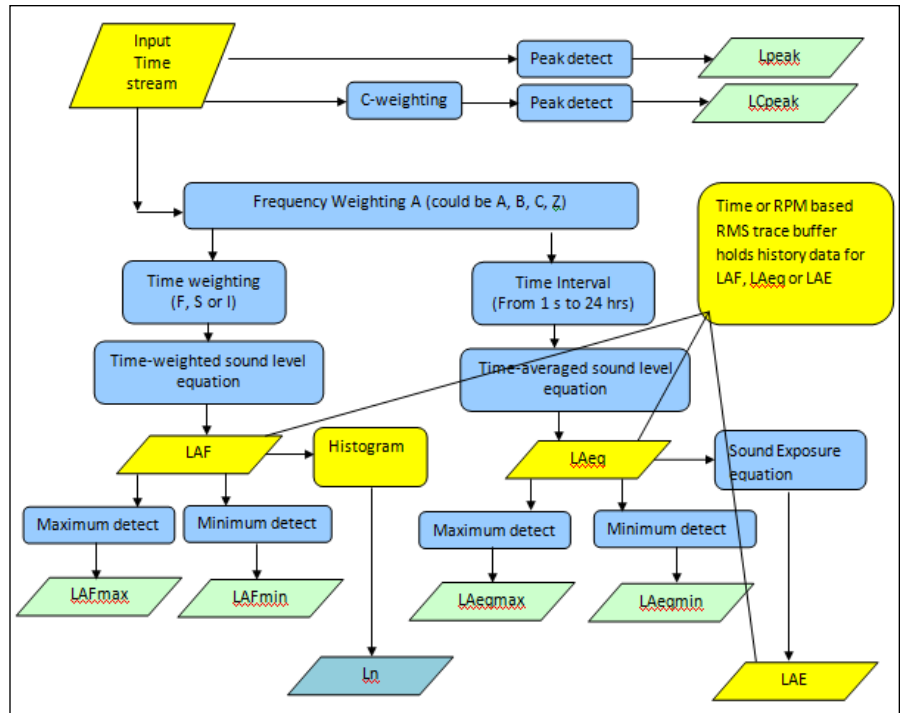 Input
Time
stream
Peak detect
Lpeak
C-weighting
Peak detect
LCpeak
Frequency Weighting A (could be A, B, C, Z)
Time or RPM based
RMS trace buffer
holds history data for
LAF, LAeq or LAE
Time weighting
(F, S or I)
Time Interval
(From 1 s to 24 hrs)
Time-weighted sound level
equation
Time-averaged sound level
equation
LAF
Histogram
LAeq
Sound Exposure
equation
Maximum detect
Minimum detect
Maximum detect
Minimum detect
LAFmax
LAFmin
LAeqmax
LAeqmin
Ln
LAE